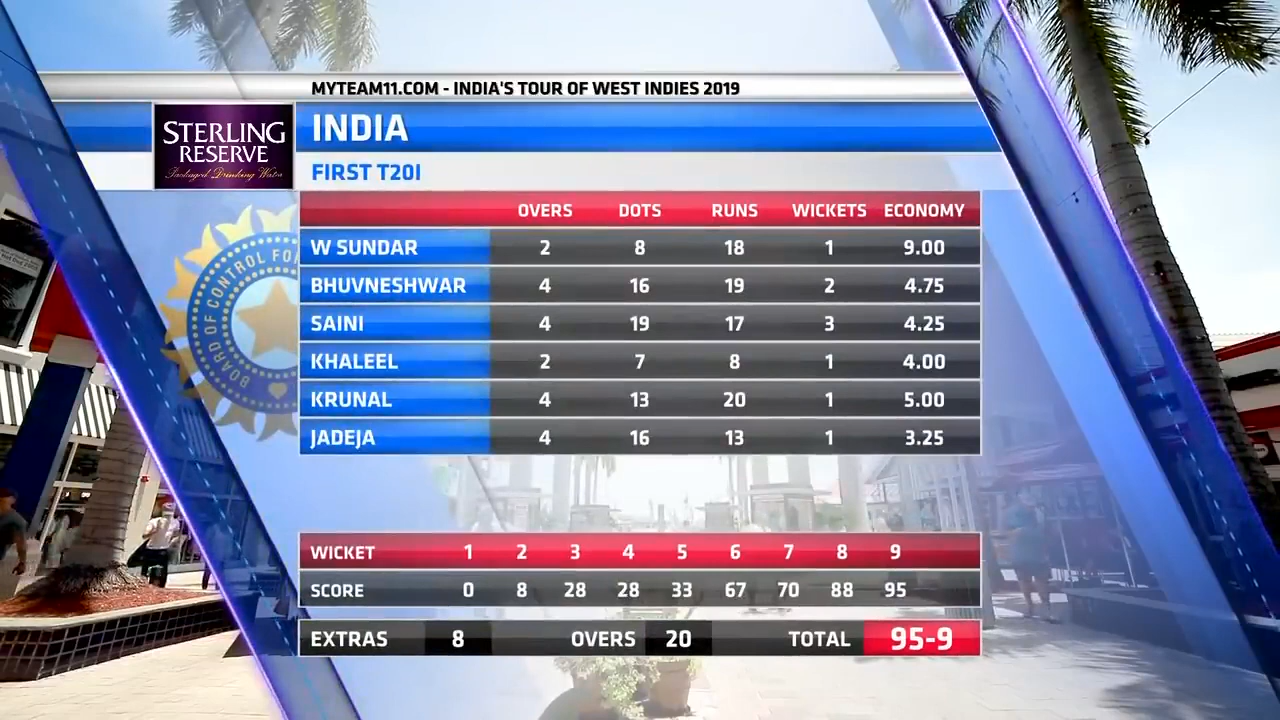 MYTEAM11.COM - INDIA'S TOUR OF WEST INDIES 2019
STERLING
RESERVE
Packaged Drinking Water
INDIA
FIRST T20I
OVERS DOTS RUNS WICKETS ECONOMY
W SUNDAR 2 8 18 1 9.00
BHUVNESHWAR 4 16 19 2 4.75
SAINI 4 19 17 3 4.25
KHALEEL 2 7 8 1 4.00
KRUNAL 4 13 20 1 5.00
JADEJA 4 16 13 1 3.25
BOARD OF CONTROL FOR
WICKET 1 2 3 4 5 6 7 8 9
SCORE 0 8 28 28 33 67 70 88 95
EXTRAS 8 OVERS 20 TOTAL 95-9